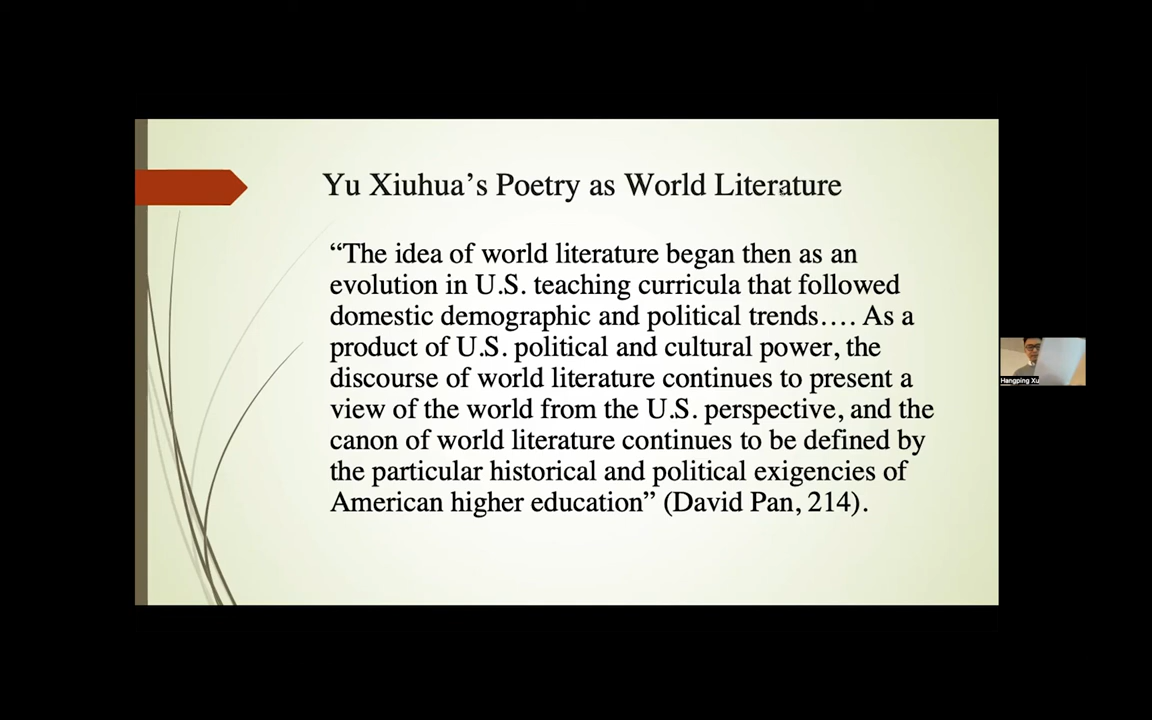 Yu Xiuhua’s Poetry as World Literature
“The idea of world literature began then as an
evolution in U.S. teaching curricula that followed
domestic demographic and political trends…. As a
product of U.S. political and cultural power, the
discourse of world literature continues to present a
view of the world from the U.S. perspective, and the
canon of world literature continues to be defined by
the particular historical and political exigencies of
American higher education” (David Pan, 214).
Hangping Xu